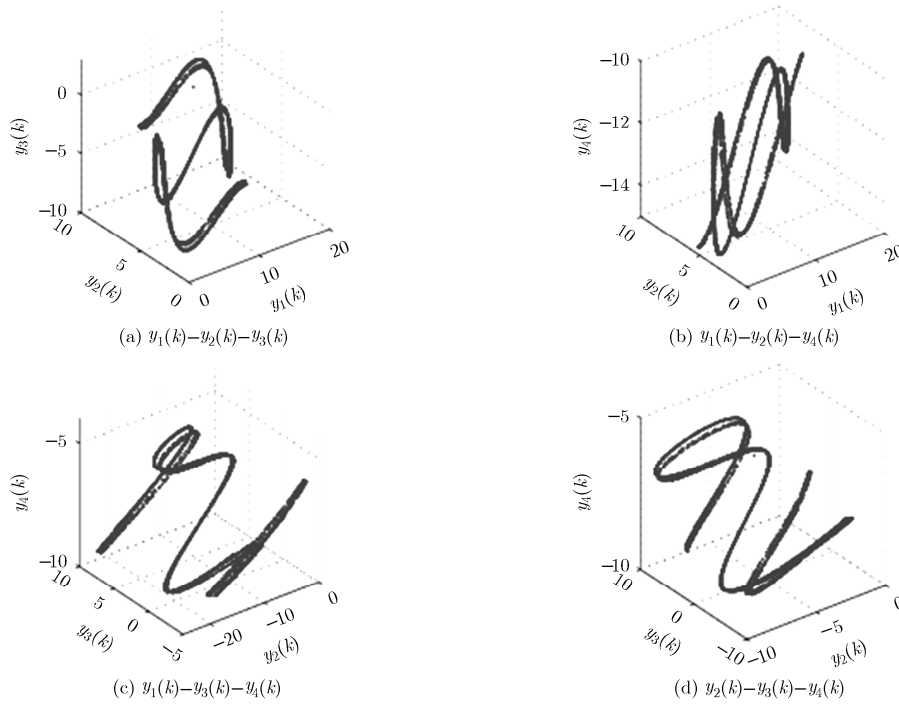 0
−5
−10
y₃(k)
10
5
0
y₂(k)
0
10
20
y₁(k)
(a) y₁(k)−y₂(k)−y₃(k)
−10
−12
−14
y₄(k)
10
5
0
y₂(k)
0
10
20
y₁(k)
(b) y₁(k)−y₂(k)−y₄(k)
−5
−10
y₄(k)
10
5
0
−5
y₃(k)
−20
−10
0
y₂(k)
(c) y₁(k)−y₃(k)−y₄(k)
−5
−10
y₄(k)
10
0
−10
y₃(k)
−10
−5
0
y₂(k)
(d) y₂(k)−y₃(k)−y₄(k)